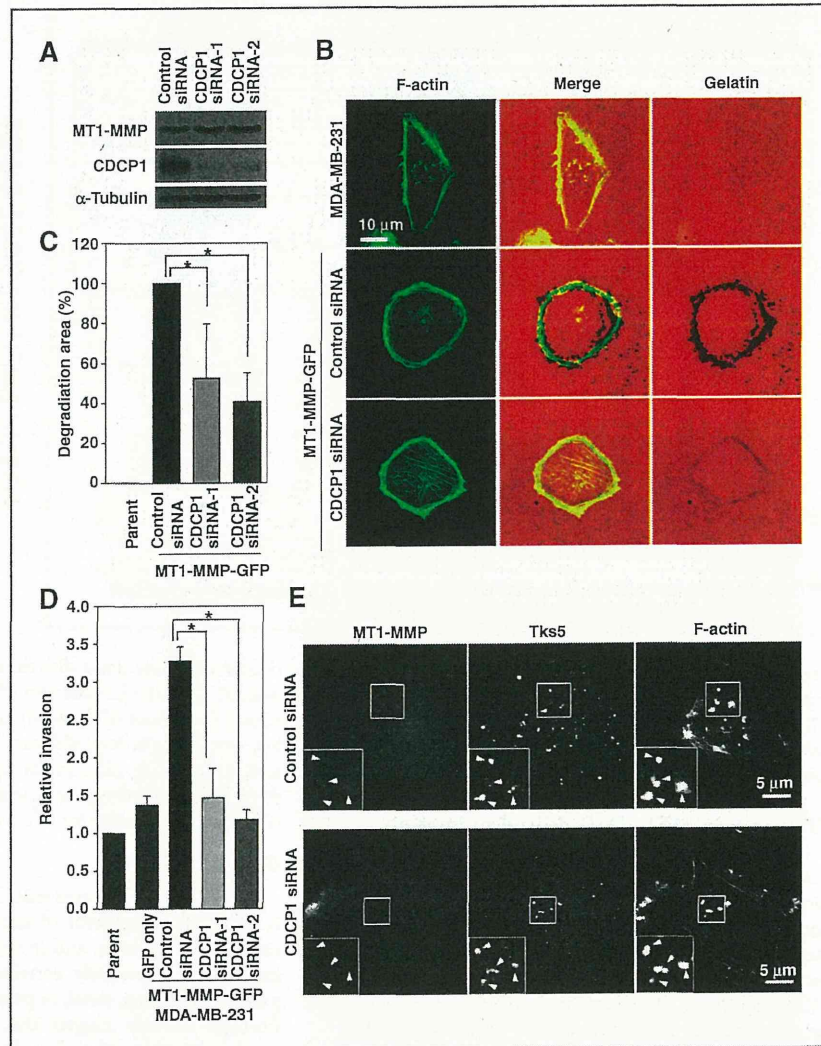 A
Control siRNA
CDCP1 siRNA-1
CDCP1 siRNA-2
MT1-MMP
CDCP1
α-Tubulin
B
F-actin Merge Gelatin
MDA-MB-231
10 µm
MT1-MMP-GFP
Control siRNA
CDCP1 siRNA
C
Degradation area (%)
120
100
80
60
40
20
0
* *
Parent
Control siRNA
CDCP1 siRNA-1
CDCP1 siRNA-2
MT1-MMP-GFP
D
Relative invasion
4.0
3.5
3.0
2.5
2.0
1.5
1.0
0.5
0.0
* *
Parent
GFP only
Control siRNA
CDCP1 siRNA-1
CDCP1 siRNA-2
MT1-MMP-GFP
MDA-MB-231
E
MT1-MMP Tks5 F-actin
Control siRNA
5 µm
CDCP1 siRNA
5 µm